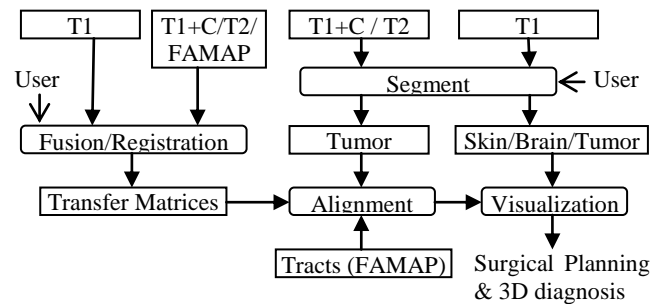 T1
T1+C/T2/
FAMAP
T1+C / T2
T1
User
Segment
User
Fusion/Registration
Tumor
Skin/Brain/Tumor
Transfer Matrices
Alignment
Visualization
Tracts (FAMAP)
Surgical Planning
& 3D diagnosis